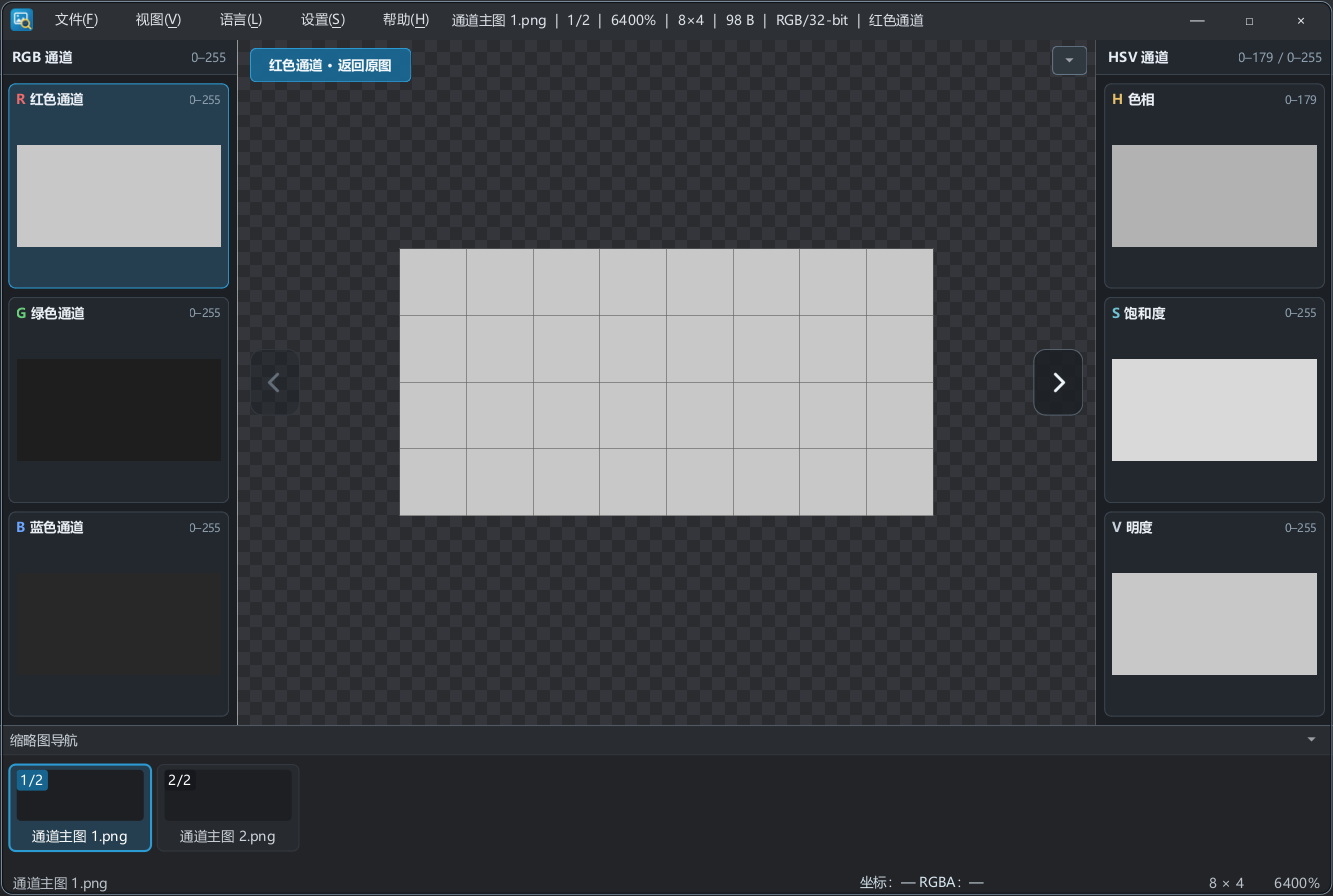 文件(F) 视图(V) 语言(L) 设置(S) 帮助(H) 通道主图 1.png | 1/2 | 6400% | 8×4 | 98 B | RGB/32-bit | 红色通道
RGB 通道 0–255
红色通道 • 返回原图
HSV 通道 0–179 / 0–255
R 红色通道 0–255
H 色相 0–179
G 绿色通道 0–255
S 饱和度 0–255
B 蓝色通道 0–255
V 明度 0–255
缩略图导航
1/2
2/2
通道主图 1.png
通道主图 2.png
通道主图 1.png 坐标: — RGBA: — 8 × 4 6400%